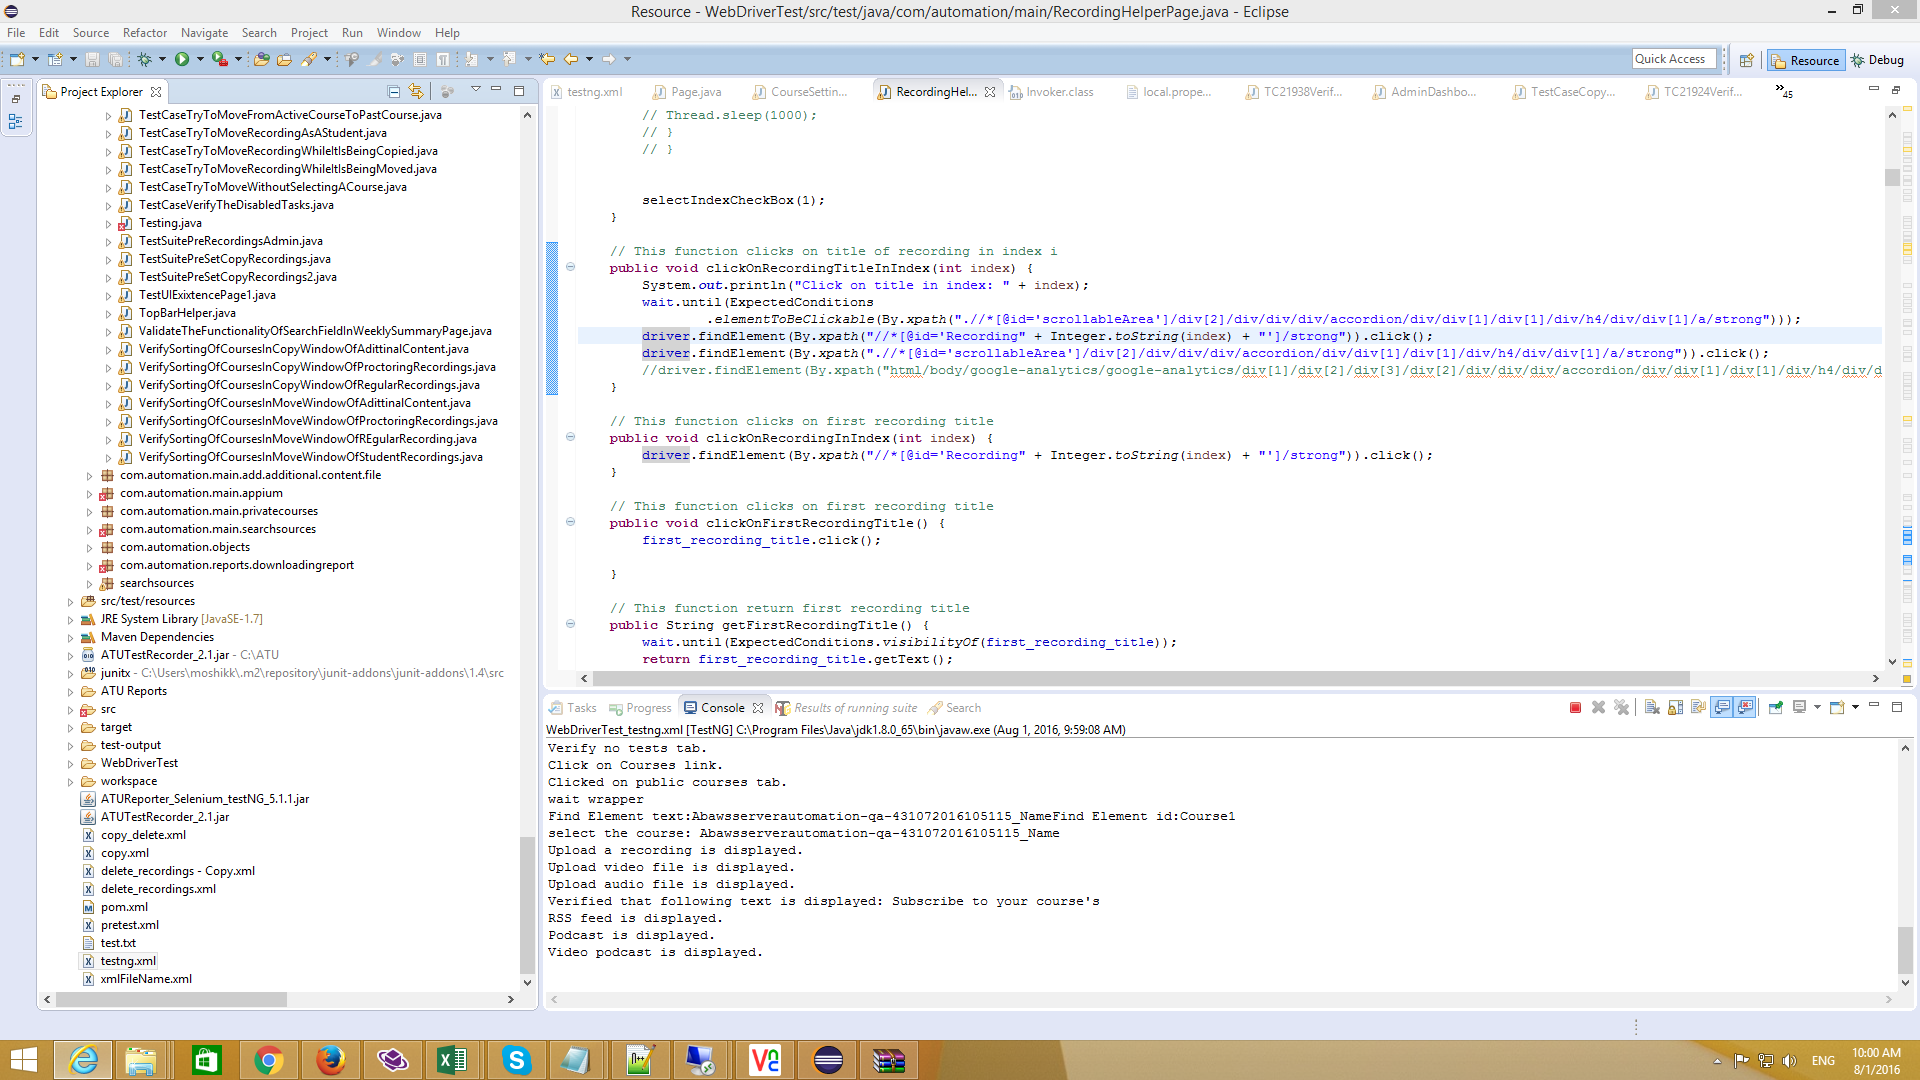 Resource - WebDriverTest/src/test/java/com/automation/main/RecordingHelperPage.java - Eclipse
File Edit Source Refactor Navigate Search Project Run Window Help
Quick Access
Resource
Debug
Project Explorer
TestCaseTryToMoveFromActiveCourseToPastCourse.java
TestCaseTryToMoveRecordingAsAStudent.java
TestCaseTryToMoveRecordingWhileItIsBeingCopied.java
TestCaseTryToMoveRecordingWhileItIsBeingMoved.java
TestCaseTryToMoveWithoutSelectingACourse.java
TestCaseVerifyTheDisabledTasks.java
Testing.java
TestSuitePreRecordingsAdmin.java
TestSuitePreSetCopyRecordings.java
TestSuitePreSetCopyRecordings2.java
TestUIExixtencePage1.java
TopBarHelper.java
ValidateTheFunctionalityOfSearchFieldInWeeklySummaryPage.java
VerifySortingOfCoursesInCopyWindowOfAdittinalContent.java
VerifySortingOfCoursesInCopyWindowOfProctoringRecordings.java
VerifySortingOfCoursesInCopyWindowOfRegularRecordings.java
VerifySortingOfCoursesInMoveWindowOfAdittinalContent.java
VerifySortingOfCoursesInMoveWindowOfProctoringRecordings.java
VerifySortingOfCoursesInMoveWindowOfREgularRecording.java
VerifySortingOfCoursesInMoveWindowOfStudentRecordings.java
com.automation.main.add.additional.content.file
com.automation.main.appium
com.automation.main.privatecourses
com.automation.main.searchsources
com.automation.objects
com.automation.reports.downloadingreport
searchsources
src/test/resources
JRE System Library [JavaSE-1.7]
Maven Dependencies
ATUTestRecorder_2.1.jar - C:\ATU
junitx - C:\Users\moshikk\.m2\repository\junit-addons\junit-addons\1.4\src
ATU Reports
src
target
test-output
WebDriverTest
workspace
ATUReporter_Selenium_testNG_5.1.1.jar
ATUTestRecorder_2.1.jar
copy_delete.xml
copy.xml
delete_recordings - Copy.xml
delete_recordings.xml
pom.xml
pretest.xml
test.txt
testng.xml
xmlFileName.xml
testng.xml Page.java CourseSettin... RecordingHel... Invoker.class local.prope... TC21938Verif... AdminDashbo... TestCaseCopy... TC21924Verif... 45
// Thread.sleep(1000);
// }
// }
selectIndexCheckBox(1);
}
// This function clicks on title of recording in index i
public void clickOnRecordingTitleInIndex(int index) {
System.out.println("Click on title in index: " + index);
wait.until(ExpectedConditions
.elementToBeClickable(By.xpath(".//*[@id='scrollableArea']/div[2]/div/div/div/accordion/div/div[1]/div[1]/div/h4/div/div[1]/a/strong")));
driver.findElement(By.xpath("//*[@id='Recording" + Integer.toString(index) + "']/strong")).click();
driver.findElement(By.xpath(".//*[@id='scrollableArea']/div[2]/div/div/div/accordion/div/div[1]/div[1]/div/h4/div/div[1]/a/strong")).click();
//driver.findElement(By.xpath("html/body/google-analytics/google-analytics/div[1]/div[2]/div[3]/div[2]/div/div/div/accordion/div/div[1]/div[1]/div/h4/div/d
}
// This function clicks on first recording title
public void clickOnRecordingInIndex(int index) {
driver.findElement(By.xpath("//*[@id='Recording" + Integer.toString(index) + "']/strong")).click();
}
// This function clicks on first recording title
public void clickOnFirstRecordingTitle() {
first_recording_title.click();
}
// This function return first recording title
public String getFirstRecordingTitle() {
wait.until(ExpectedConditions.visibilityOf(first_recording_title));
return first_recording_title.getText();
Tasks Progress Console Results of running suite Search
WebDriverTest_testng.xml [TestNG] C:\Program Files\Java\jdk1.8.0_65\bin\javaw.exe (Aug 1, 2016, 9:59:08 AM)
Verify no tests tab.
Click on Courses link.
Clicked on public courses tab.
wait wrapper
Find Element text:Abawsserverautomation-qa-431072016105115_NameFind Element id:Course1
select the course: Abawsserverautomation-qa-431072016105115_Name
Upload a recording is displayed.
Upload video file is displayed.
Upload audio file is displayed.
Verified that following text is displayed: Subscribe to your course's
RSS feed is displayed.
Podcast is displayed.
Video podcast is displayed.
ENG
10:00 AM
8/1/2016